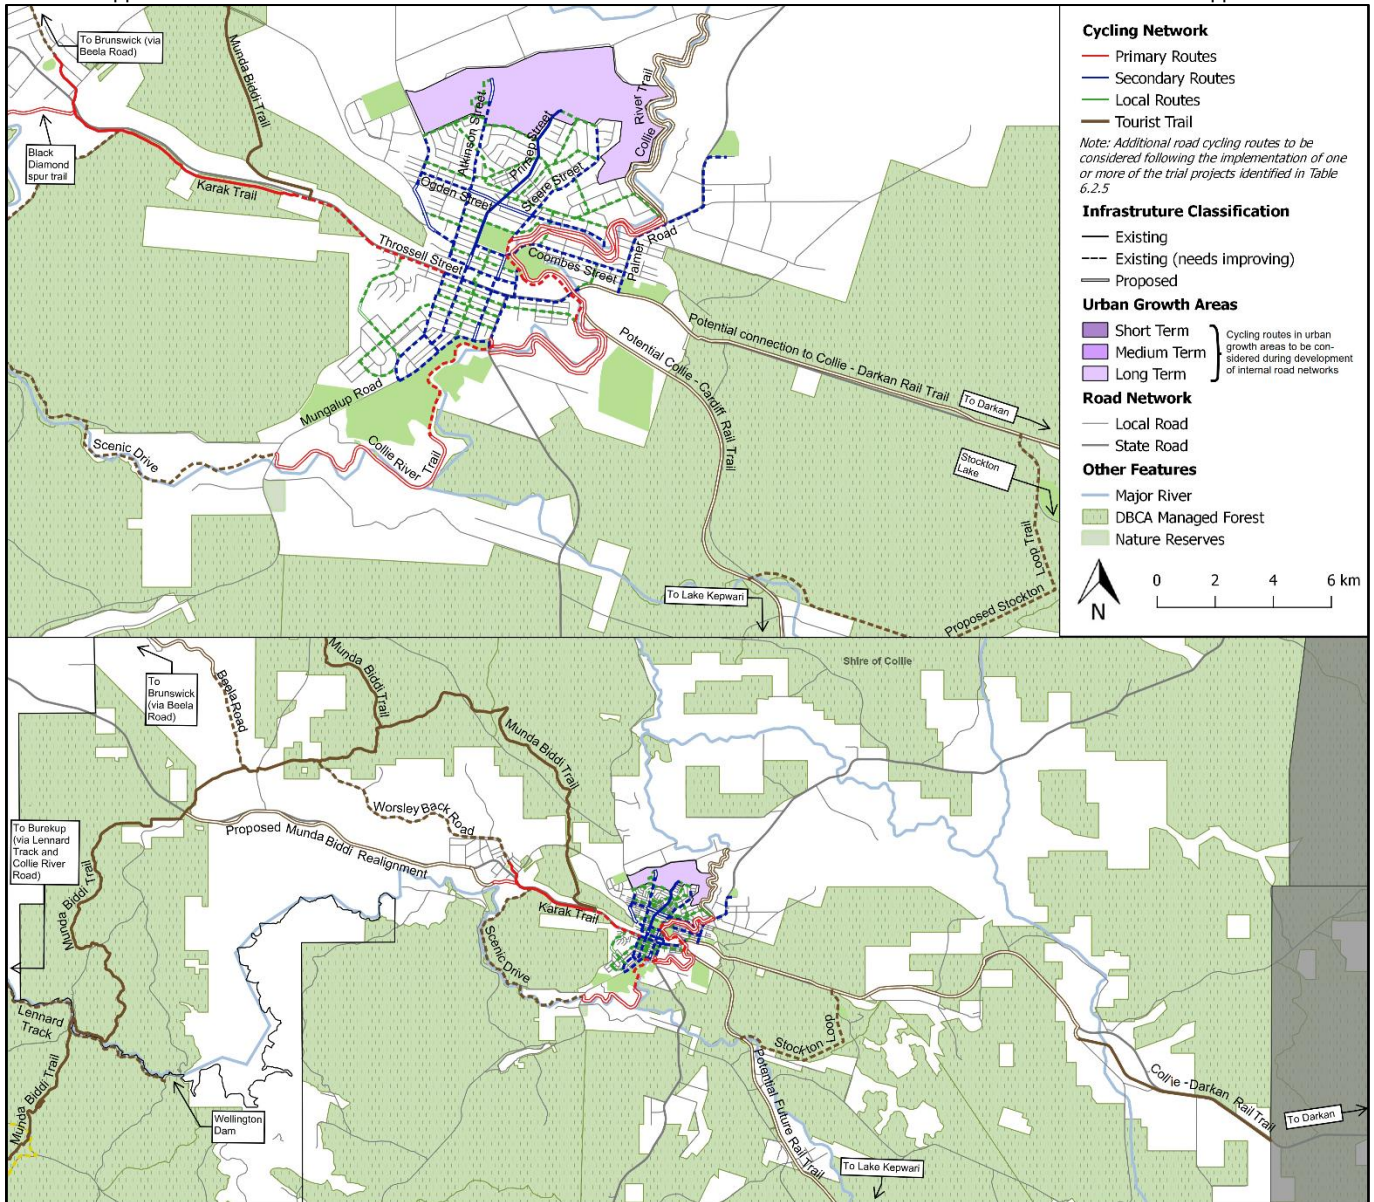 To Brunswick (via
Beela Road)
Munda Biddi Trail
Black
Diamond
spur trail
Karak Trail
Throssell Street
Atkinson Street
Ogden Street
Prinsep Street
Steere Street
Collie River Trail
Coombes Street
Palmer Road
Mungalup Road
Scenic Drive
Collie River Trail
Potential connection to Collie - Darkan Rail Trail
Potential Collie - Cardiff Rail Trail
To Darkan
Stockton
Lake
Proposed Stockton Loop Trail
To Lake Kepwari
Cycling Network
Primary Routes
Secondary Routes
Local Routes
Tourist Trail
Note: Additional road cycling routes to be
considered following the implementation of one
or more of the trial projects identified in Table
6.2.5
Infrastruture Classification
Existing
Existing (needs improving)
Proposed
Urban Growth Areas
Short Term
Medium Term
Long Term
Cycling routes in urban
growth areas to be con-
sidered during development
of internal road networks
Road Network
Local Road
State Road
Other Features
Major River
DBCA Managed Forest
Nature Reserves
N
0 2 4 6 km
To
Brunswick
(via Beela
Road)
Beela Road
Munda Biddi Trail
Munda Biddi Trail
Shire of Collie
Worsley Back Road
Proposed Munda Biddi Realignment
To Burekup
(via Lennard
Track and
Collie River
Road)
Munda Biddi Trail
Karak Trail
Scenic Drive
Lennard
Track
Munda Biddi Trail
Wellington
Dam
Stockton Loop
Potential Future Rail Trail
Collie - Darkan Rail Trail
To Darkan
To Lake Kepwari